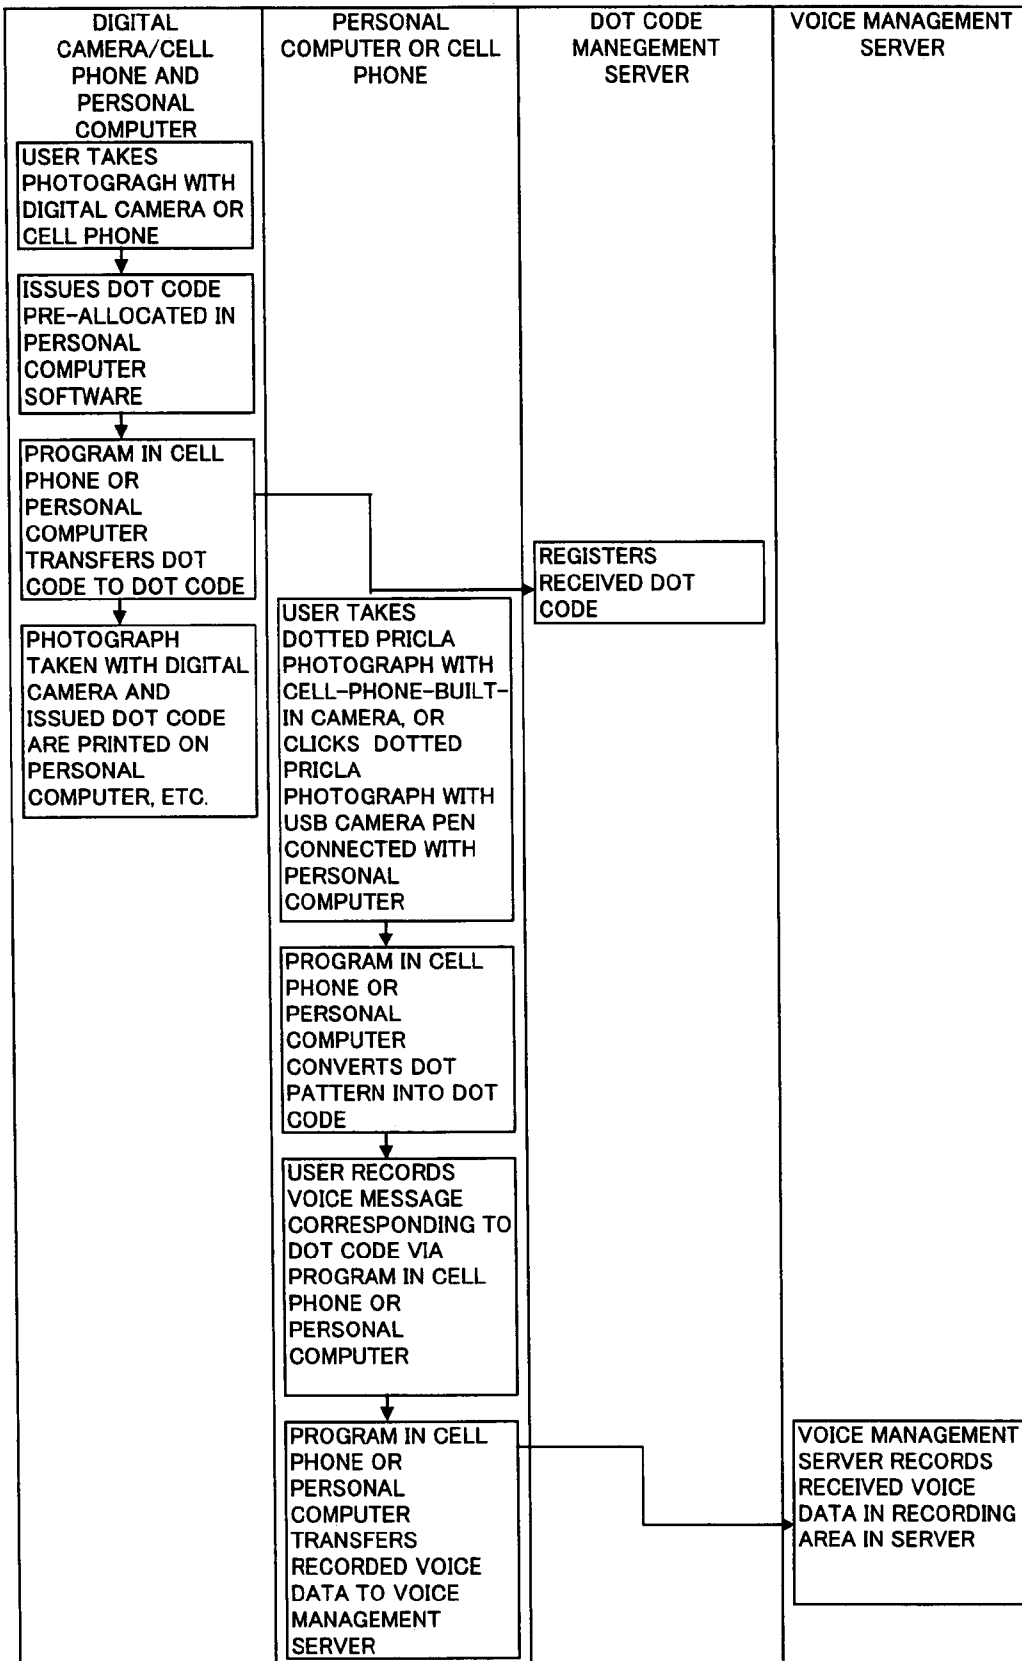 DIGITAL
CAMERA/CELL
PHONE AND
PERSONAL
COMPUTER
PERSONAL
COMPUTER OR CELL
PHONE
DOT CODE
MANEGEMENT
SERVER
VOICE MANAGEMENT
SERVER
USER TAKES
PHOTOGRAGH WITH
DIGITAL CAMERA OR
CELL PHONE
ISSUES DOT CODE
PRE-ALLOCATED IN
PERSONAL
COMPUTER
SOFTWARE
PROGRAM IN CELL
PHONE OR
PERSONAL
COMPUTER
TRANSFERS DOT
CODE TO DOT CODE
REGISTERS
RECEIVED DOT
CODE
PHOTOGRAPH
TAKEN WITH DIGITAL
CAMERA AND
ISSUED DOT CODE
ARE PRINTED ON
PERSONAL
COMPUTER, ETC.
USER TAKES
DOTTED PRICLA
PHOTOGRAPH WITH
CELL-PHONE-BUILT-
IN CAMERA, OR
CLICKS DOTTED
PRICLA
PHOTOGRAPH WITH
USB CAMERA PEN
CONNECTED WITH
PERSONAL
COMPUTER
PROGRAM IN CELL
PHONE OR
PERSONAL
COMPUTER
CONVERTS DOT
PATTERN INTO DOT
CODE
USER RECORDS
VOICE MESSAGE
CORRESPONDING TO
DOT CODE VIA
PROGRAM IN CELL
PHONE OR
PERSONAL
COMPUTER
PROGRAM IN CELL
PHONE OR
PERSONAL
COMPUTER
TRANSFERS
RECORDED VOICE
DATA TO VOICE
MANAGEMENT
SERVER
VOICE MANAGEMENT
SERVER RECORDS
RECEIVED VOICE
DATA IN RECORDING
AREA IN SERVER